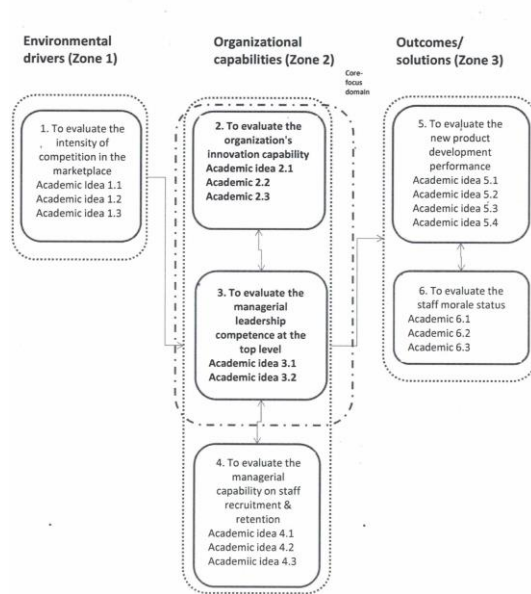 Environmental
drivers (Zone 1)
Organizational
capabilities (Zone 2)
Outcomes/
solutions (Zone 3)
Core-
focus
domain
1. To evaluate the
intensity of
competition in the
marketplace
Academic Idea 1.1
Academic idea 1.2
Academic idea 1.3
2. To evaluate the
organization's
innovation capability
Academic idea 2.1
Academic 2.2
Academic 2.3
3. To evaluate the
managerial
leadership
competence at the
top level
Academic idea 3.1
Academic idea 3.2
4. To evaluate the
managerial
capability on staff
recruitment &
retention
Academic idea 4.1
Academic idea 4.2
Academiic idea 4.3
5. To evaluate the
new product
development
performance
Academic idea 5.1
Academic idea 5.2
Academic idea 5.3
Academic idea 5.4
6. To evaluate the
staff morale status
Academic 6.1
Academic 6.2
Academic 6.3